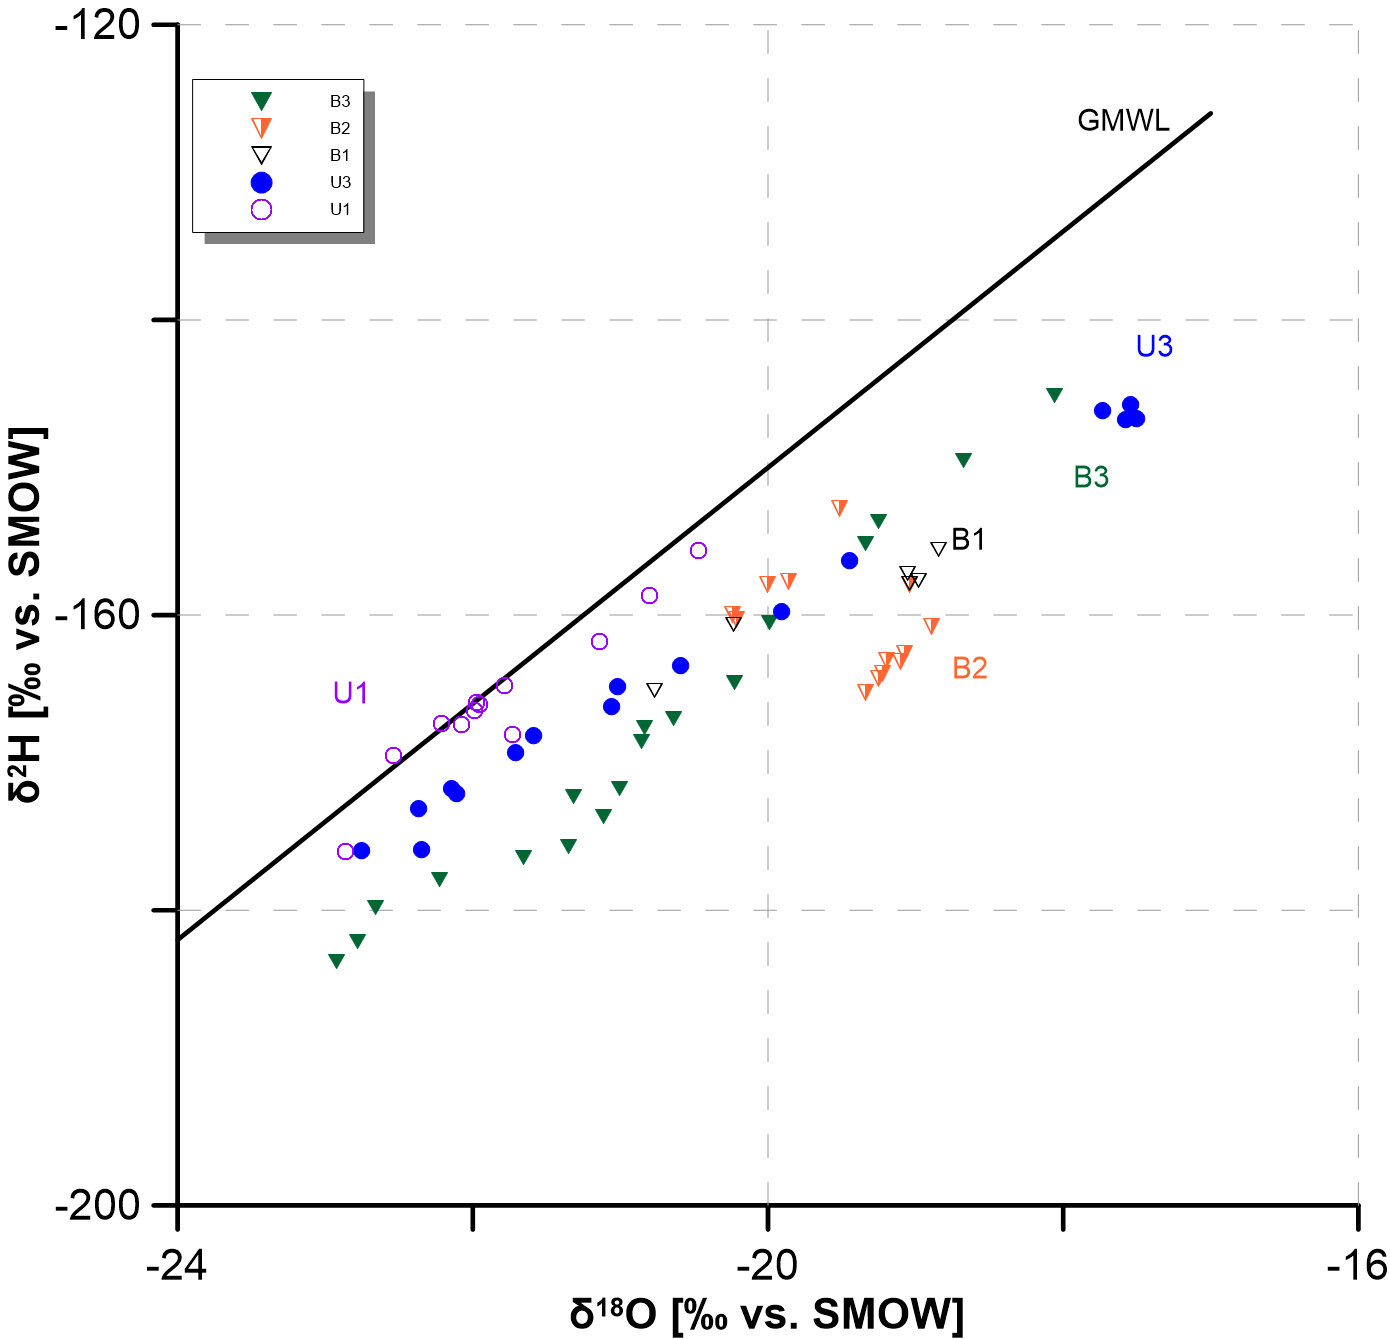 -120
B3
B2
B1
U3
U1
GMWL
U3
B3
B1
B2
U1
-160
-200
-24
-20
-16
δ²H [‰ vs. SMOW]
δ¹⁸O [‰ vs. SMOW]